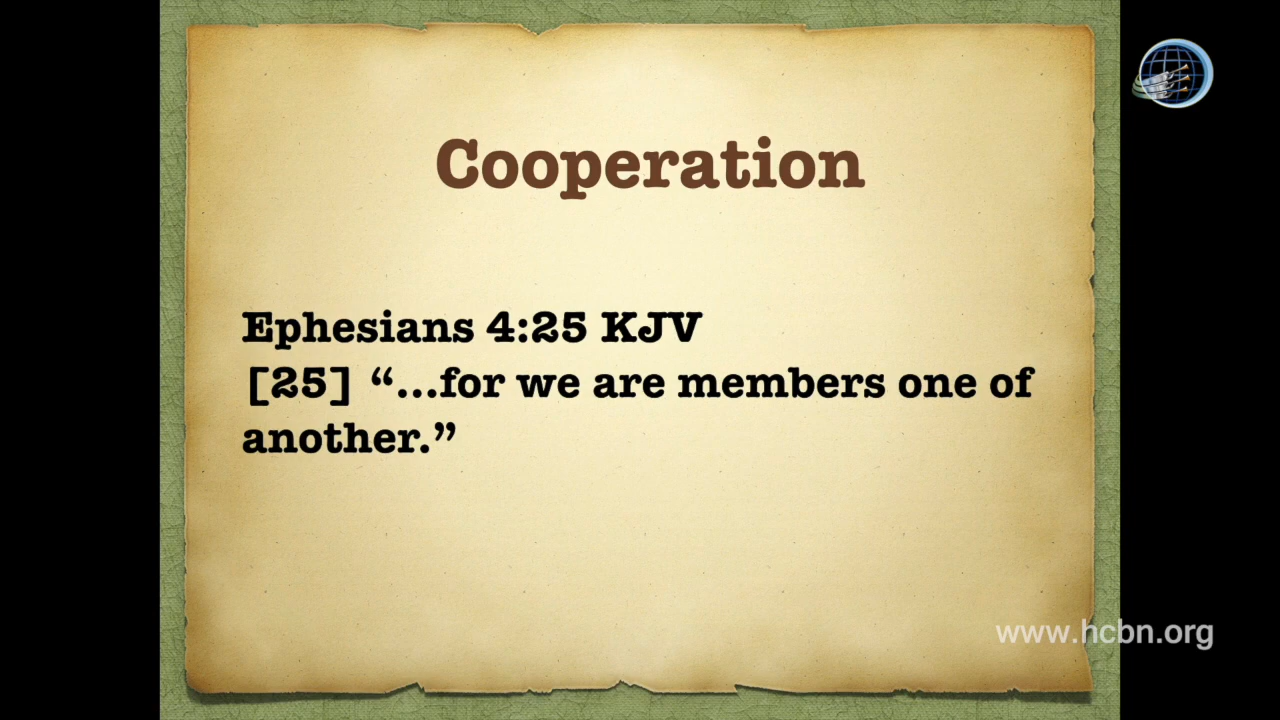 Cooperation
Ephesians 4:25 KJV
[25] “...for we are members one of
another.”
www.hcbn.org